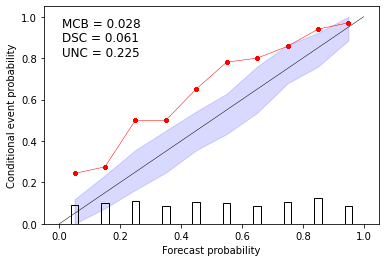 MCB = 0.028
DSC = 0.061
UNC = 0.225
Conditional event probability
1.0
0.8
0.6
0.4
0.2
0.0
0.0 0.2 0.4 0.6 0.8 1.0
Forecast probability